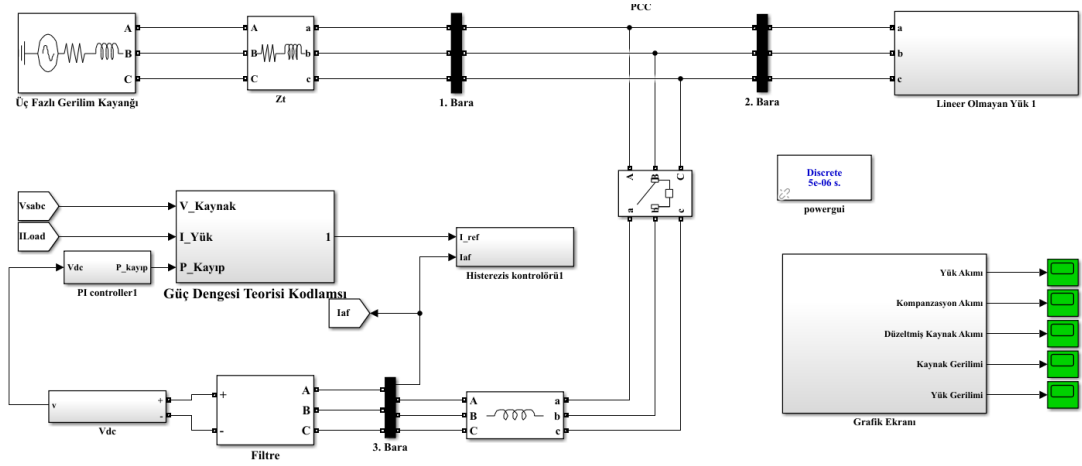 PCC
A
B
C
A
B
C
a
b
c
a
b
c
Üç Fazlı Gerilim Kayanğı
Zt
1. Bara
2. Bara
Lineer Olmayan Yük 1
A
B
C
a
b
c
Discrete
5e-06 s.
powergui
Vsabc
ILoad
V_Kaynak
I_Yük
P_Kayıp
1
Vdc
P_kayıp
PI controller1
Güç Dengesi Teorisi Kodlamsı
I_ref
Iaf
Histerezis kontrolörü1
Iaf
Yük Akımı
Kompanzasyon Akımı
Düzeltmiş Kaynak Akımı
Kaynak Gerilimi
Yük Gerilimi
Grafik Ekranı
v
+
-
Vdc
+
-
A
B
C
Filtre
3. Bara
A
B
C
a
b
c